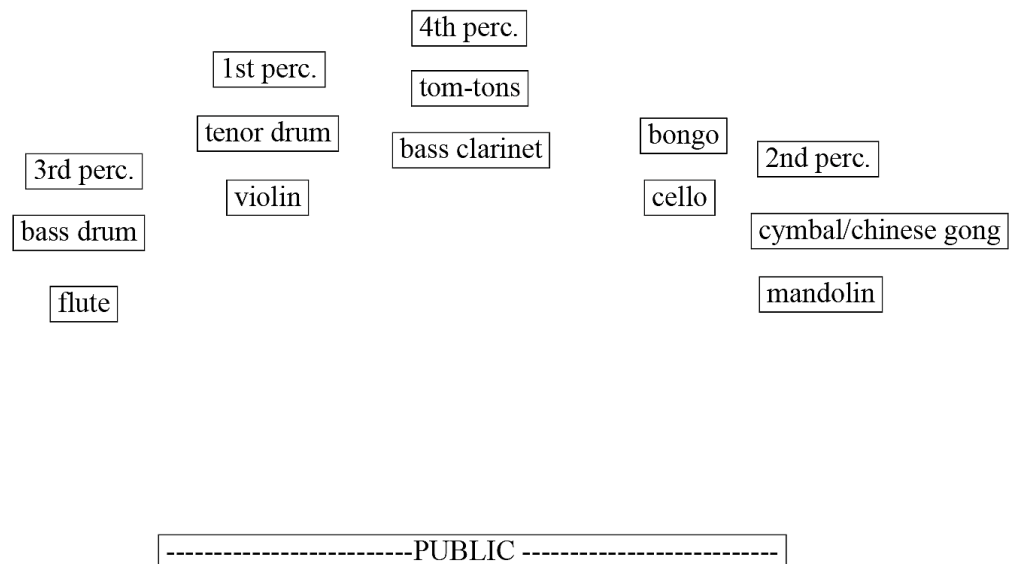 4th perc.
1st perc.
tom-tons
tenor drum
bongo
bass clarinet
2nd perc.
3rd perc.
violin
cello
bass drum
cymbal/chinese gong
mandolin
flute
--------------------------PUBLIC ---------------------------